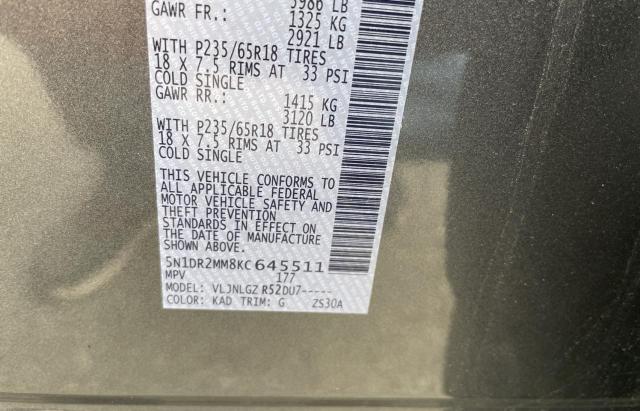 5986 LB
GAWR FR.: 1325 KG
2921 LB
WITH P235/65R18 TIRES
18 X 7.5 RIMS AT 33 PSI
COLD SINGLE
GAWR RR.: 1415 KG
3120 LB
WITH P235/65R18 TIRES
18 X 7.5 RIMS AT 33 PSI
COLD SINGLE
THIS VEHICLE CONFORMS TO
ALL APPLICABLE FEDERAL
MOTOR VEHICLE SAFETY AND
THEFT PREVENTION
STANDARDS IN EFFECT ON
THE DATE OF MANUFACTURE
SHOWN ABOVE.
5N1DR2MM8KC645511
MPV 177
MODEL: VLJNLGZ R52DU7-----
COLOR: KAD TRIM: G ZS30A